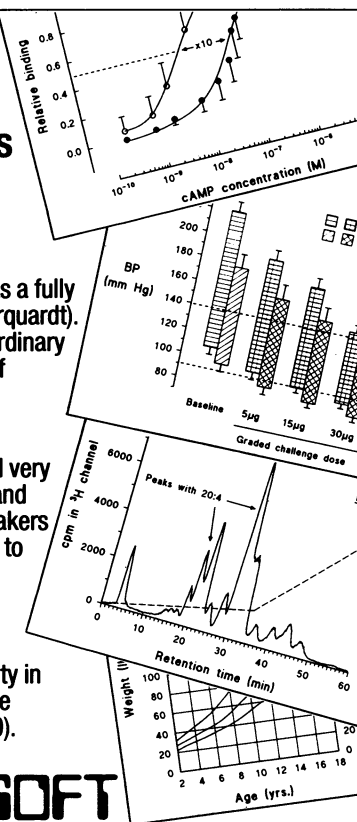 0.8
0.6
0.4
0.2
0.0
Relative binding
x10
10⁻¹⁰ 10⁻⁹ 10⁻⁸ 10⁻⁷ 10⁻⁶
cAMP concentration (M)
s
200
180
160
140
120
100
80
BP
(mm Hg)
Baseline 5µg 15µg 30µg
Graded challenge dose
s a fully
rquardt).
rdinary
f
6000
4000
2000
0
cpm in ³H channel
Peaks with 20:4
0 10 20 30 40 50 60
Retention time (min)
very
and
akers
to
ty in
e
).
Weight
100
80
60
40
20
0
20
0
2 4 6 8 10 12 14 16 18
Age (yrs.)
SOFT